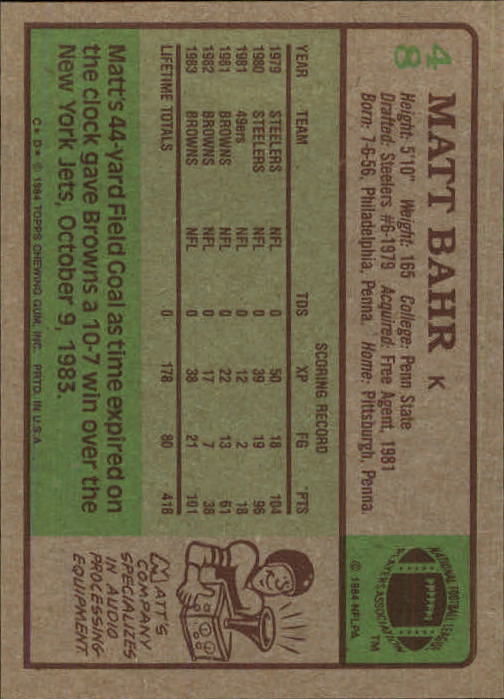 48
MATT BAHR K
Height: 5'10" Weight: 165 College: Penn State
Drafted: Steelers #6-1979 Acquired: Free Agent, 1981
Born: 7-6-56, Philadelphia, Penna. Home: Pittsburgh, Penna.
NATIONAL FOOTBALL LEAGUE
PLAYERS ASSOCIATION
TM
© 1984 NFLPA
SCORING RECORD
YEAR TEAM TDS XP FG PTS
1979 STEELERS NFL 0 50 18 104
1980 STEELERS NFL 0 39 19 96
1981 49ers NFL 0 12 2 18
1981 BROWNS NFL 0 22 13 61
1982 BROWNS NFL 0 17 7 38
1983 BROWNS NFL 0 38 21 101
LIFETIME TOTALS 0 178 80 418
Matt's 44-yard Field Goal as time expired on
the clock gave Browns a 10-7 win over the
New York Jets, October 9, 1983.
MATT'S
COMPANY
SPECIALIZES
IN AUDIO
PROCESSING
EQUIPMENT
C* D* © 1984 TOPPS CHEWING GUM, INC. PRTD. IN U.S.A.